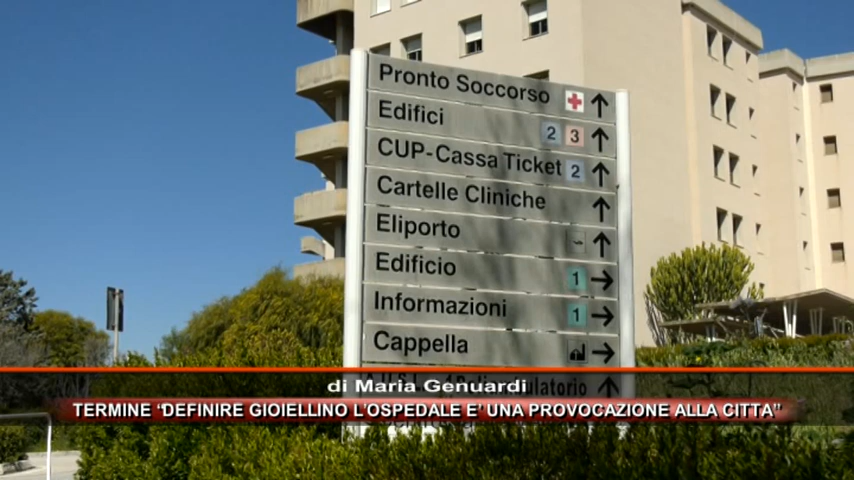 Pronto Soccorso
Edifici 2 3
CUP-Cassa Ticket 2
Cartelle Cliniche
Eliporto
Edificio 1
Informazioni 1
Cappella
di Maria Genuardi
TERMINE “DEFINIRE GIOIELLINO L'OSPEDALE E' UNA PROVOCAZIONE ALLA CITTA'”